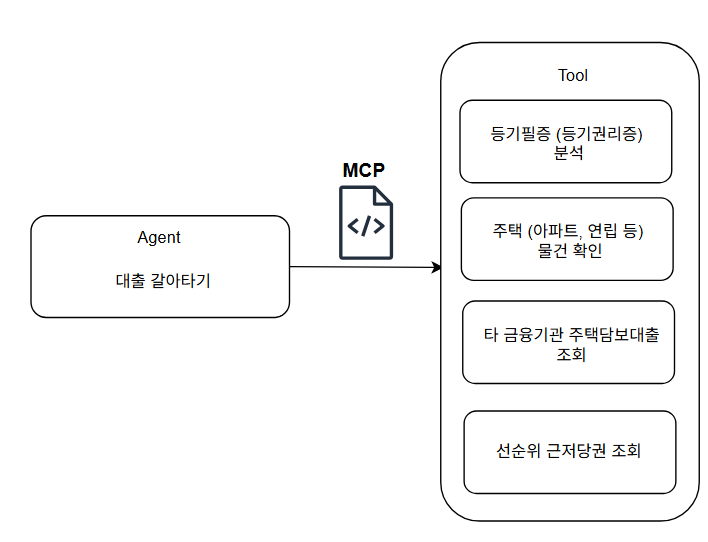 Tool
등기필증 (등기권리증)
분석
MCP
</>
주택 (아파트, 연립 등)
물건 확인
Agent
대출 갈아타기
타 금융기관 주택담보대출
조회
선순위 근저당권 조회